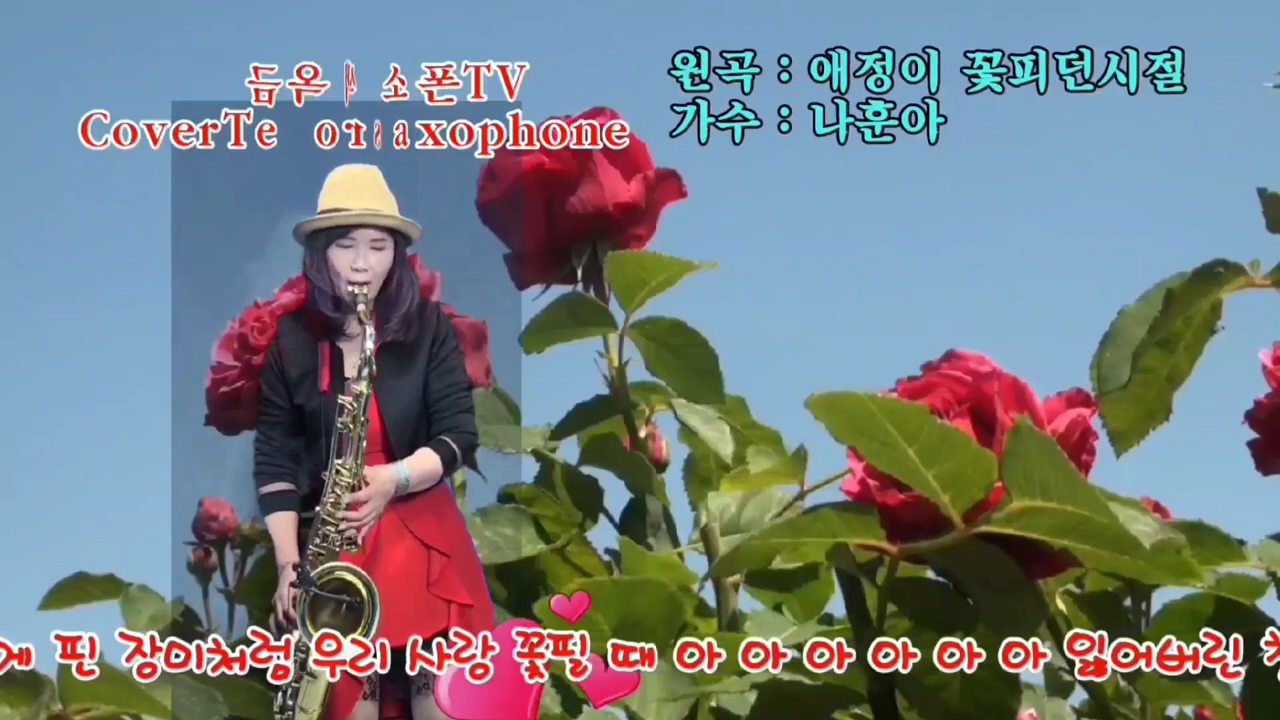 소폰TV
원곡 : 애정이 꽃피던시절
가수 : 나훈아
게 핀 장미처럼 우리 사랑 꽃필 때 아 아 아 아 아 아 잃어버린